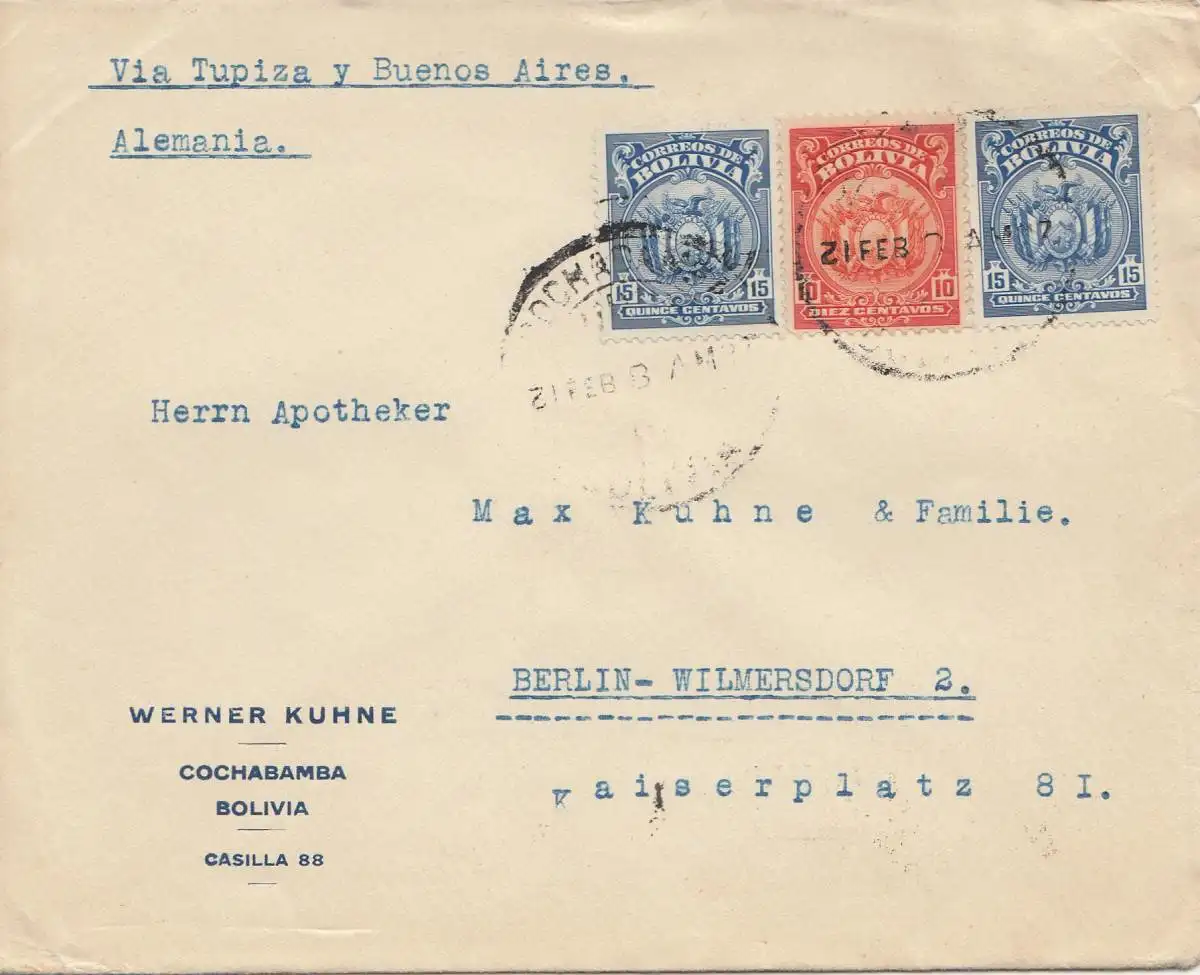 Via Tupiza y Buenos Aires.
Alemania.
CORREOS DE
BOLIVIA
15 15
QUINCE CENTAVOS
CORREOS DE
BOLIVIA
10 10
DIEZ CENTAVOS
CORREOS DE
BOLIVIA
15 15
QUINCE CENTAVOS
21 FEB
21 FEB 8 AM
Herrn Apotheker
Max Kuhne & Familie.
BERLIN- WILMERSDORF 2.
Kaiserplatz 8I.
WERNER KUHNE
COCHABAMBA
BOLIVIA
CASILLA 88